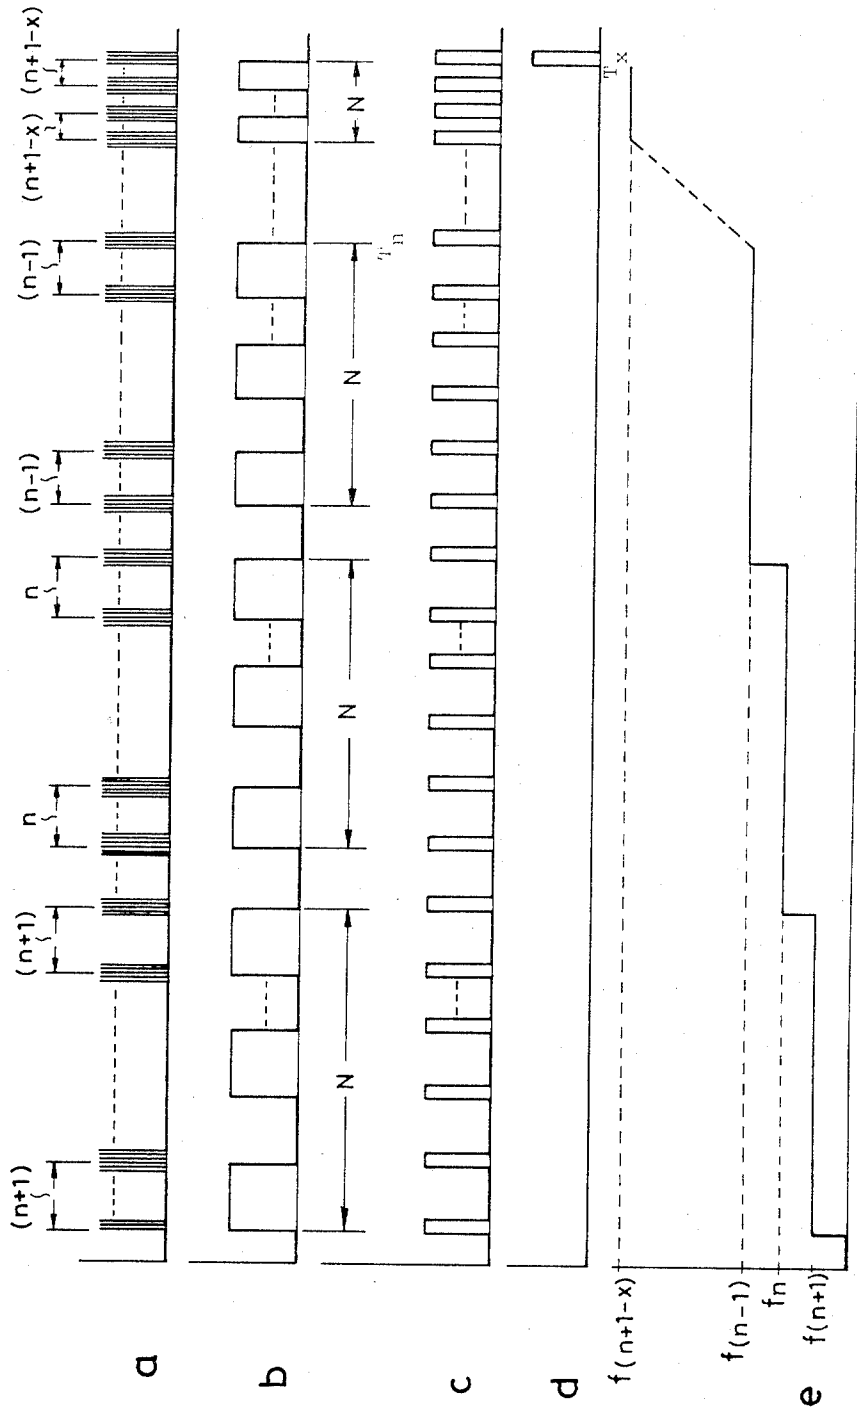 a
(n+1)
(n+1)
n
n
(n-1)
(n-1)
(n+1-x)
(n+1-x)
b
N
N
N
Tn
N
c
d
Tx
e
f(n+1-x)
f(n-1)
fn
f(n+1)